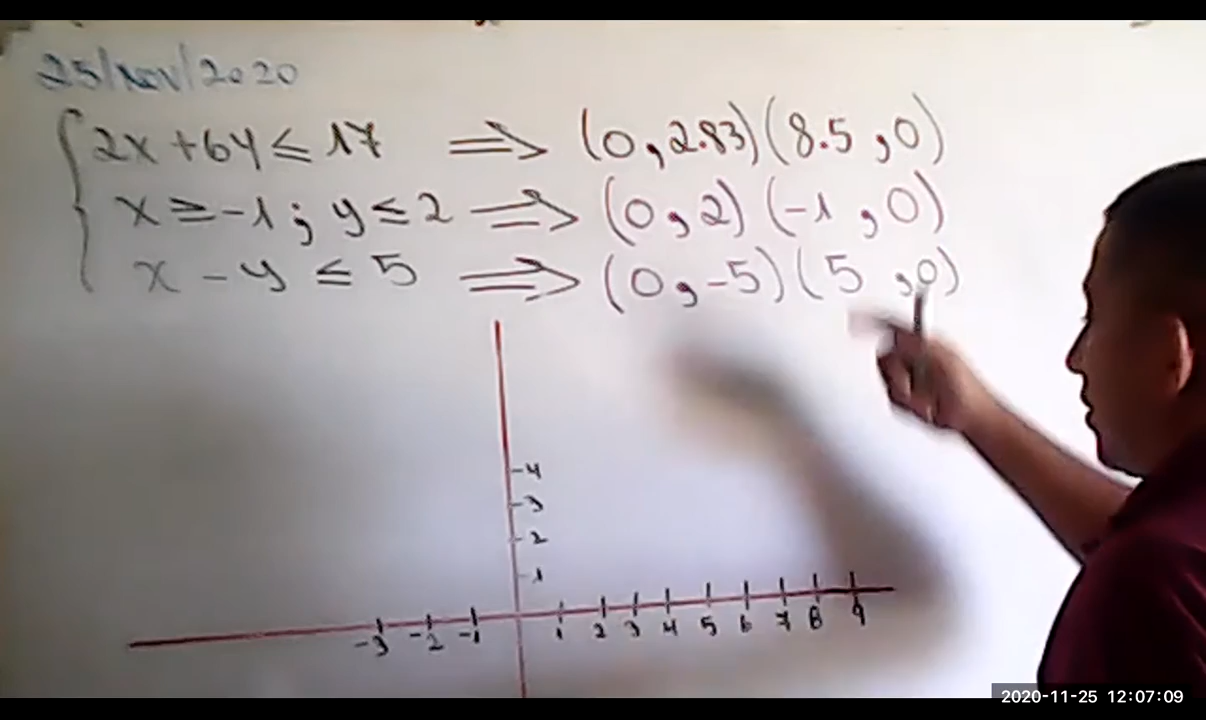 25/Nov/2020
2x + 6y ≤ 17 ⟹ (0, 2.83) (8.5, 0)
x ≥ -1; y ≤ 2 ⟹ (0, 2) (-1, 0)
x - y ≤ 5 ⟹ (0, -5) (5, 0)
4
3
2
1
-3 -2 -1 1 2 3 4 5 6 7 8 9
2020-11-25 12:07:09